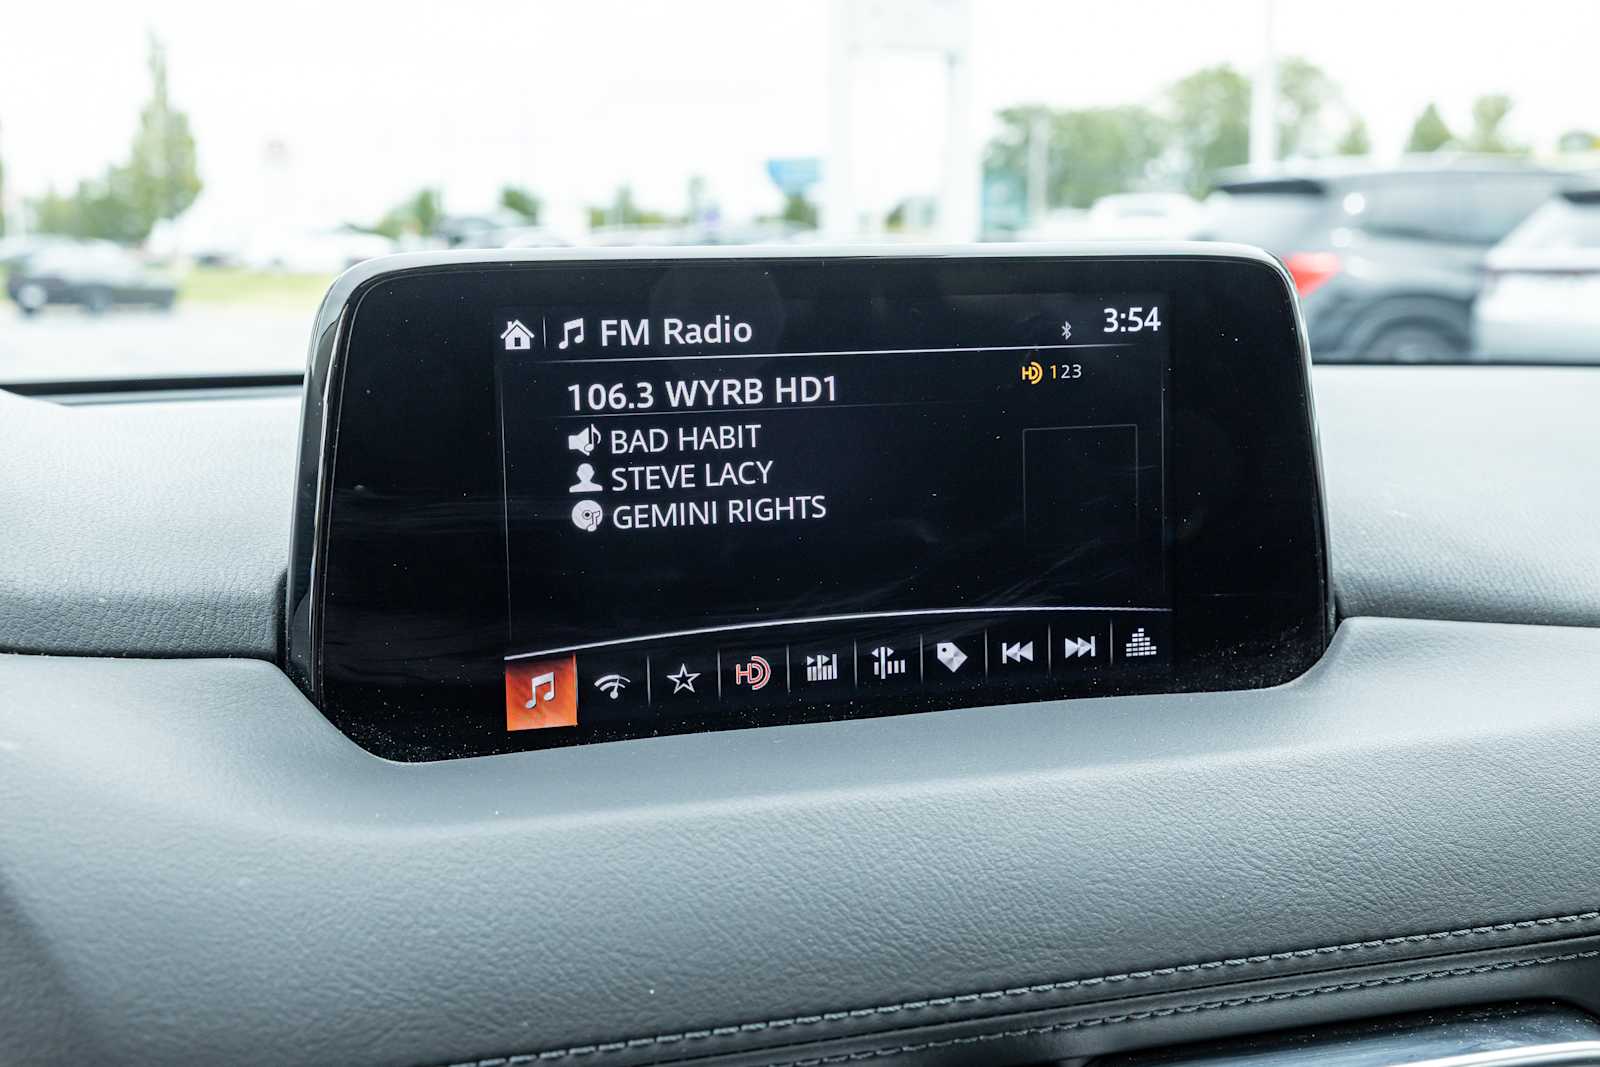 FM Radio
3:54
106.3 WYRB HD1
HD 123
BAD HABIT
STEVE LACY
GEMINI RIGHTS
HD